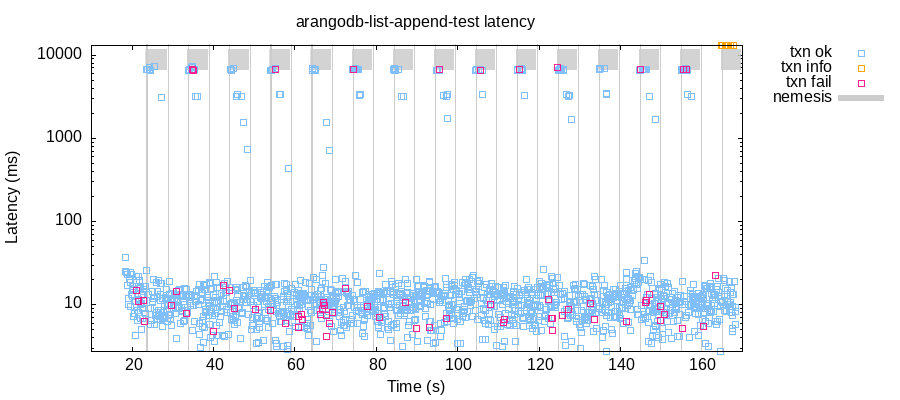 arangodb-list-append-test latency
10000
1000
100
10
Latency (ms)
20
40
60
80
100
120
140
160
Time (s)
txn ok
txn info
txn fail
nemesis